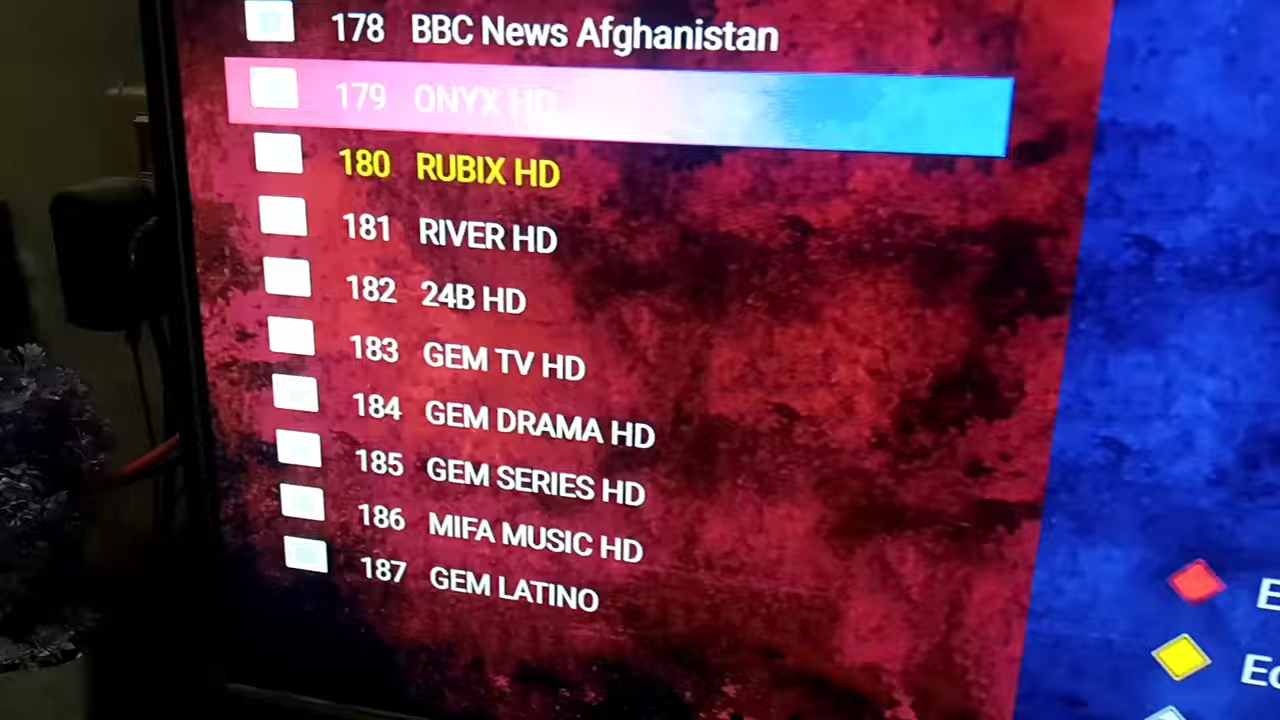 178 BBC News Afghanistan
179 ONYX HD
180 RUBIX HD
181 RIVER HD
182 24B HD
183 GEM TV HD
184 GEM DRAMA HD
185 GEM SERIES HD
186 MIFA MUSIC HD
187 GEM LATINO